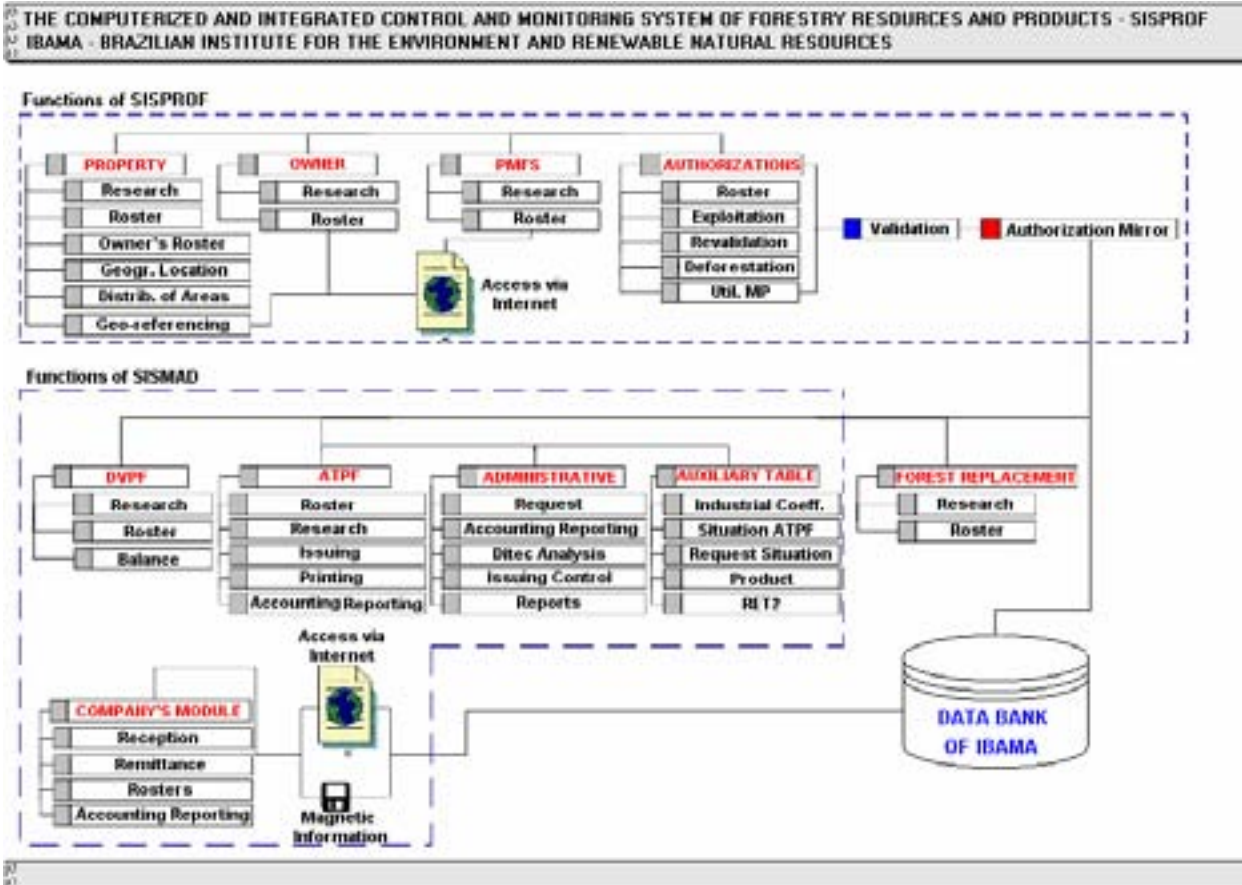 THE COMPUTERIZED AND INTEGRATED CONTROL AND MONITORING SYSTEM OF FORESTRY RESOURCES AND PRODUCTS - SISPROF
IBAMA - BRAZILIAN INSTITUTE FOR THE ENVIRONMENT AND RENEWABLE NATURAL RESOURCES
Functions of SISPROF
PROPERTY
Research
Roster
Owner's Roster
Geogr. Location
Distrib. of Areas
Geo-referencing
OWNER
Research
Roster
PMFS
Research
Roster
Access via
Internet
AUTHORIZATIONS
Roster
Exploitation
Revalidation
Deforestation
Util. MP
Validation
Authorization Mirror
Functions of SISMAD
DVPF
Research
Roster
Balance
ATPF
Roster
Research
Issuing
Printing
Accounting Reporting
ADMINISTRATIVE
Request
Accounting Reporting
Ditec Analysis
Issuing Control
Reports
AUXILIARY TABLE
Industrial Coeff.
Situation ATPF
Request Situation
Product
FOREST REPLACEMENT
Research
Roster
Access via
Internet
COMPANY'S MODULE
Reception
Remittance
Rosters
Accounting Reporting
Magnetic
Information
DATA BANK
OF IBAMA